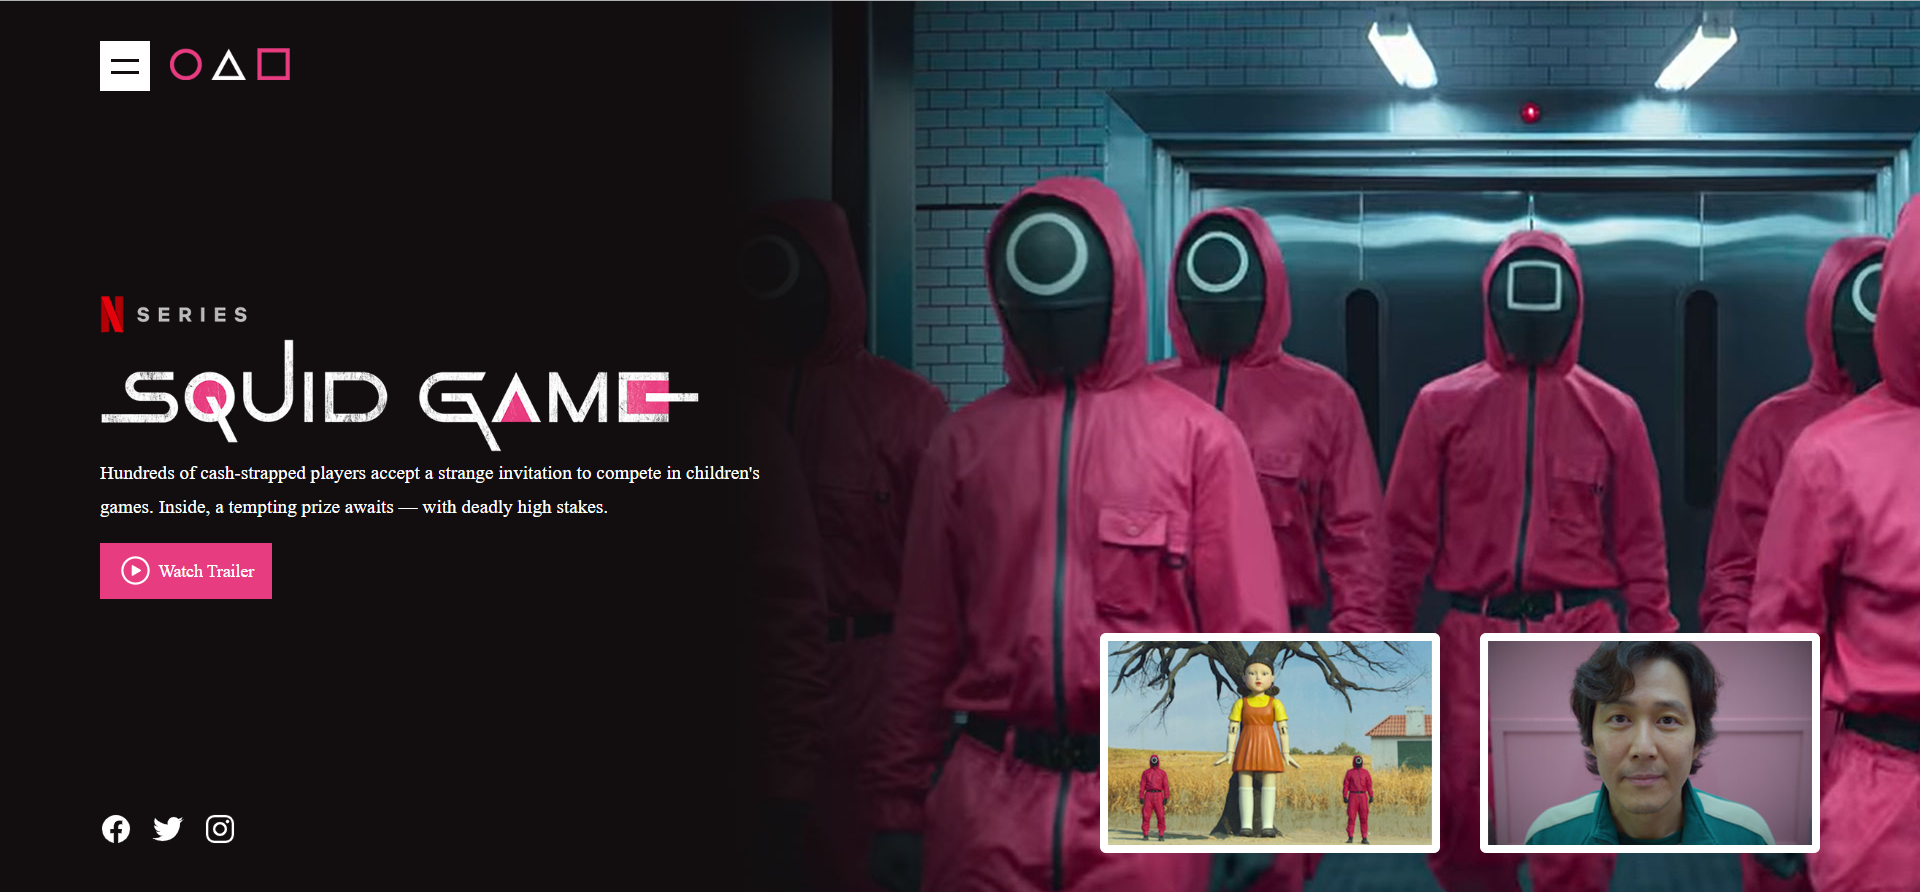 N SERIES
SQUID GAME
Hundreds of cash-strapped players accept a strange invitation to compete in children's
games. Inside, a tempting prize awaits — with deadly high stakes.
Watch Trailer